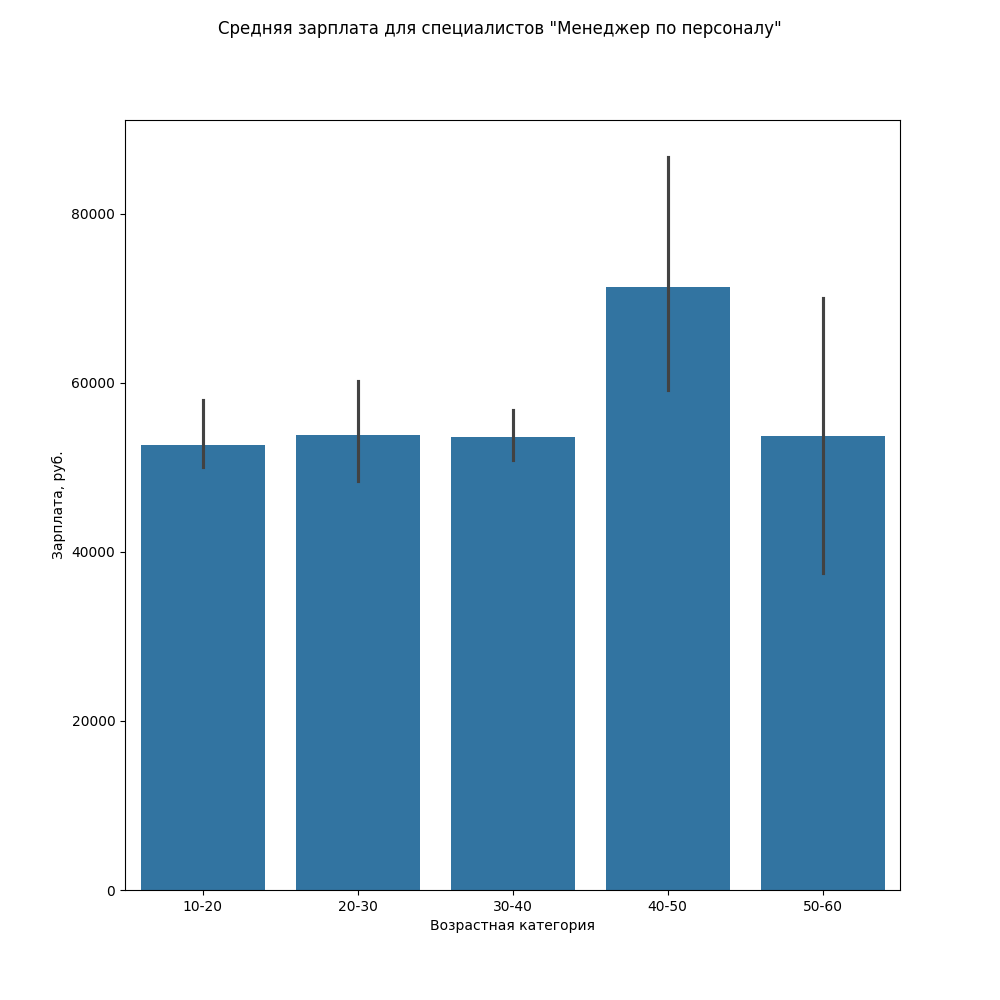 Средняя зарплата для специалистов "Менеджер по персоналу"
80000
60000
40000
20000
0
Зарплата, руб.
10-20 20-30 30-40 40-50 50-60
Возрастная категория